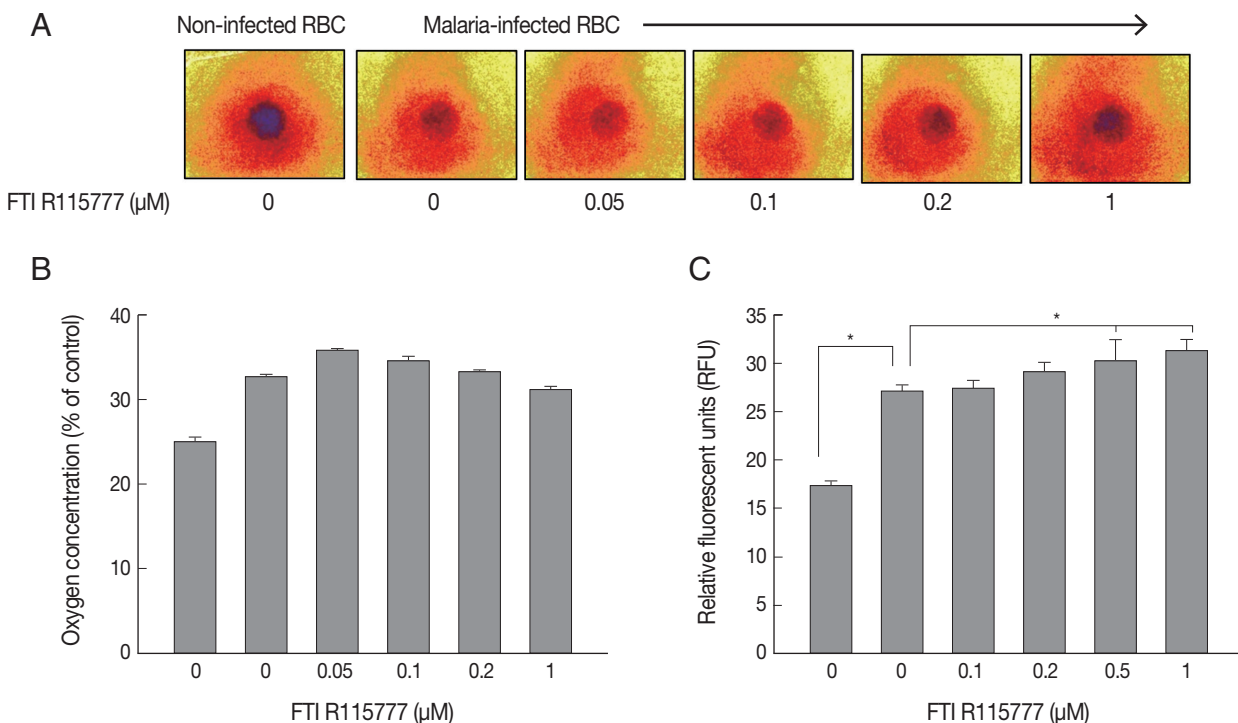 A
Non-infected RBC Malaria-infected RBC
FTI R115777 (µM) 0 0 0.05 0.1 0.2 1
B
Oxygen concentration (% of control)
40
30
20
10
0
0 0 0.05 0.1 0.2 1
FTI R115777 (µM)
C
Relative fluorescent units (RFU)
35
30
25
20
15
10
5
0
* *
0 0 0.1 0.2 0.5 1
FTI R115777 (µM)